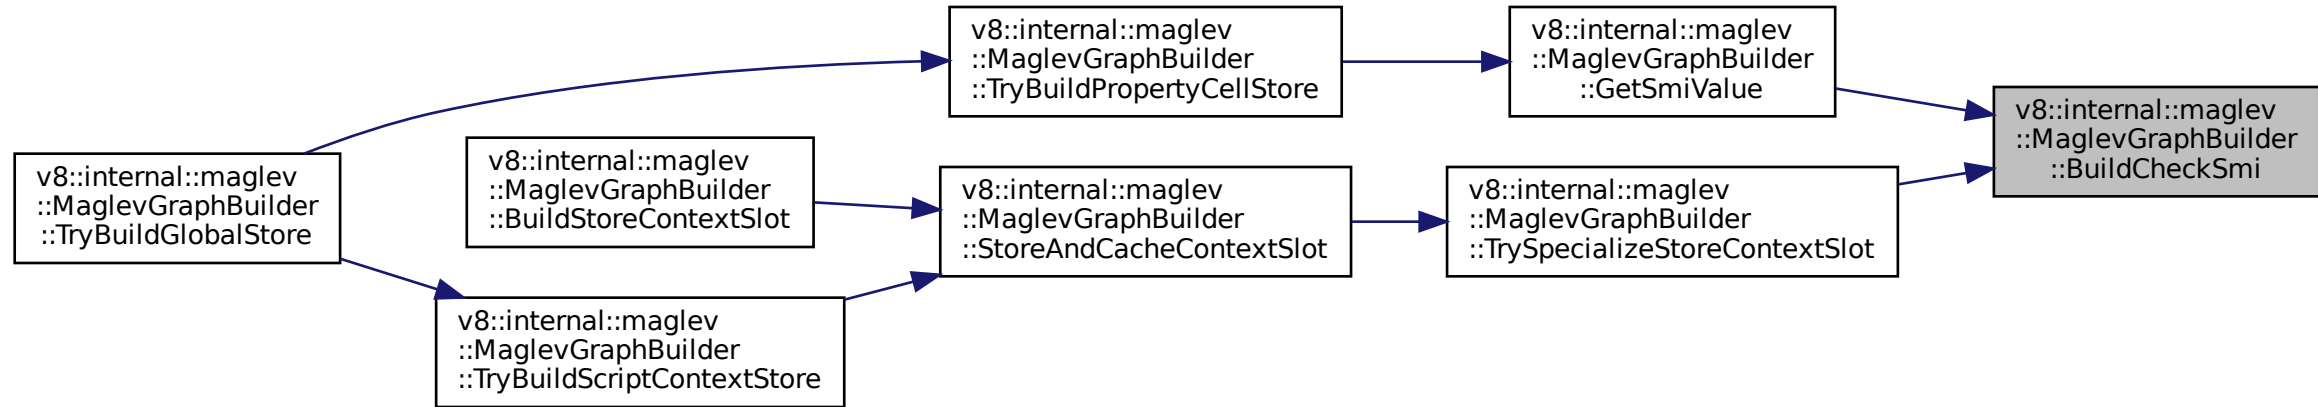 v8::internal::maglev
::MaglevGraphBuilder
::TryBuildGlobalStore
v8::internal::maglev
::MaglevGraphBuilder
::BuildStoreContextSlot
v8::internal::maglev
::MaglevGraphBuilder
::TryBuildScriptContextStore
v8::internal::maglev
::MaglevGraphBuilder
::TryBuildPropertyCellStore
v8::internal::maglev
::MaglevGraphBuilder
::StoreAndCacheContextSlot
v8::internal::maglev
::MaglevGraphBuilder
::GetSmiValue
v8::internal::maglev
::MaglevGraphBuilder
::TrySpecializeStoreContextSlot
v8::internal::maglev
::MaglevGraphBuilder
::BuildCheckSmi